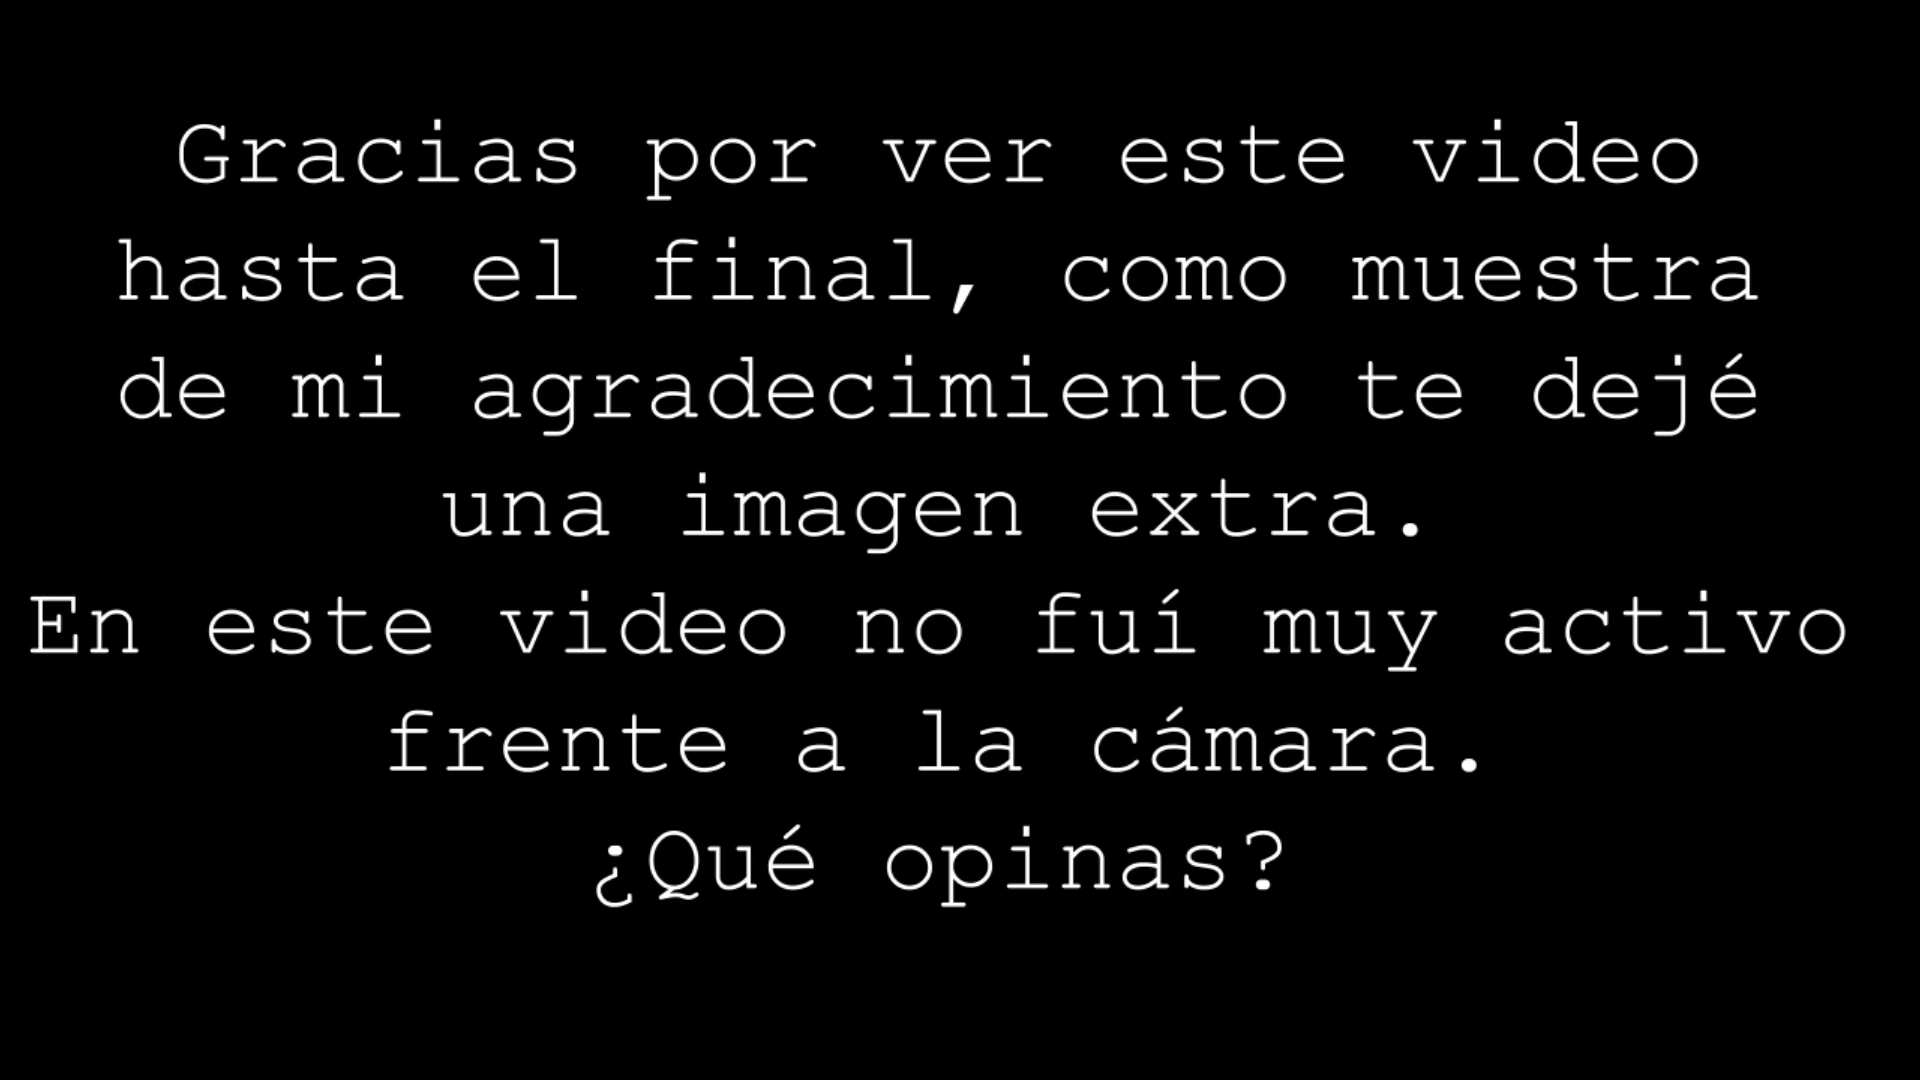 Gracias por ver este video
hasta el final, como muestra
de mi agradecimiento te dejé
una imagen extra.
En este video no fuí muy activo
frente a la cámara.
¿Qué opinas?